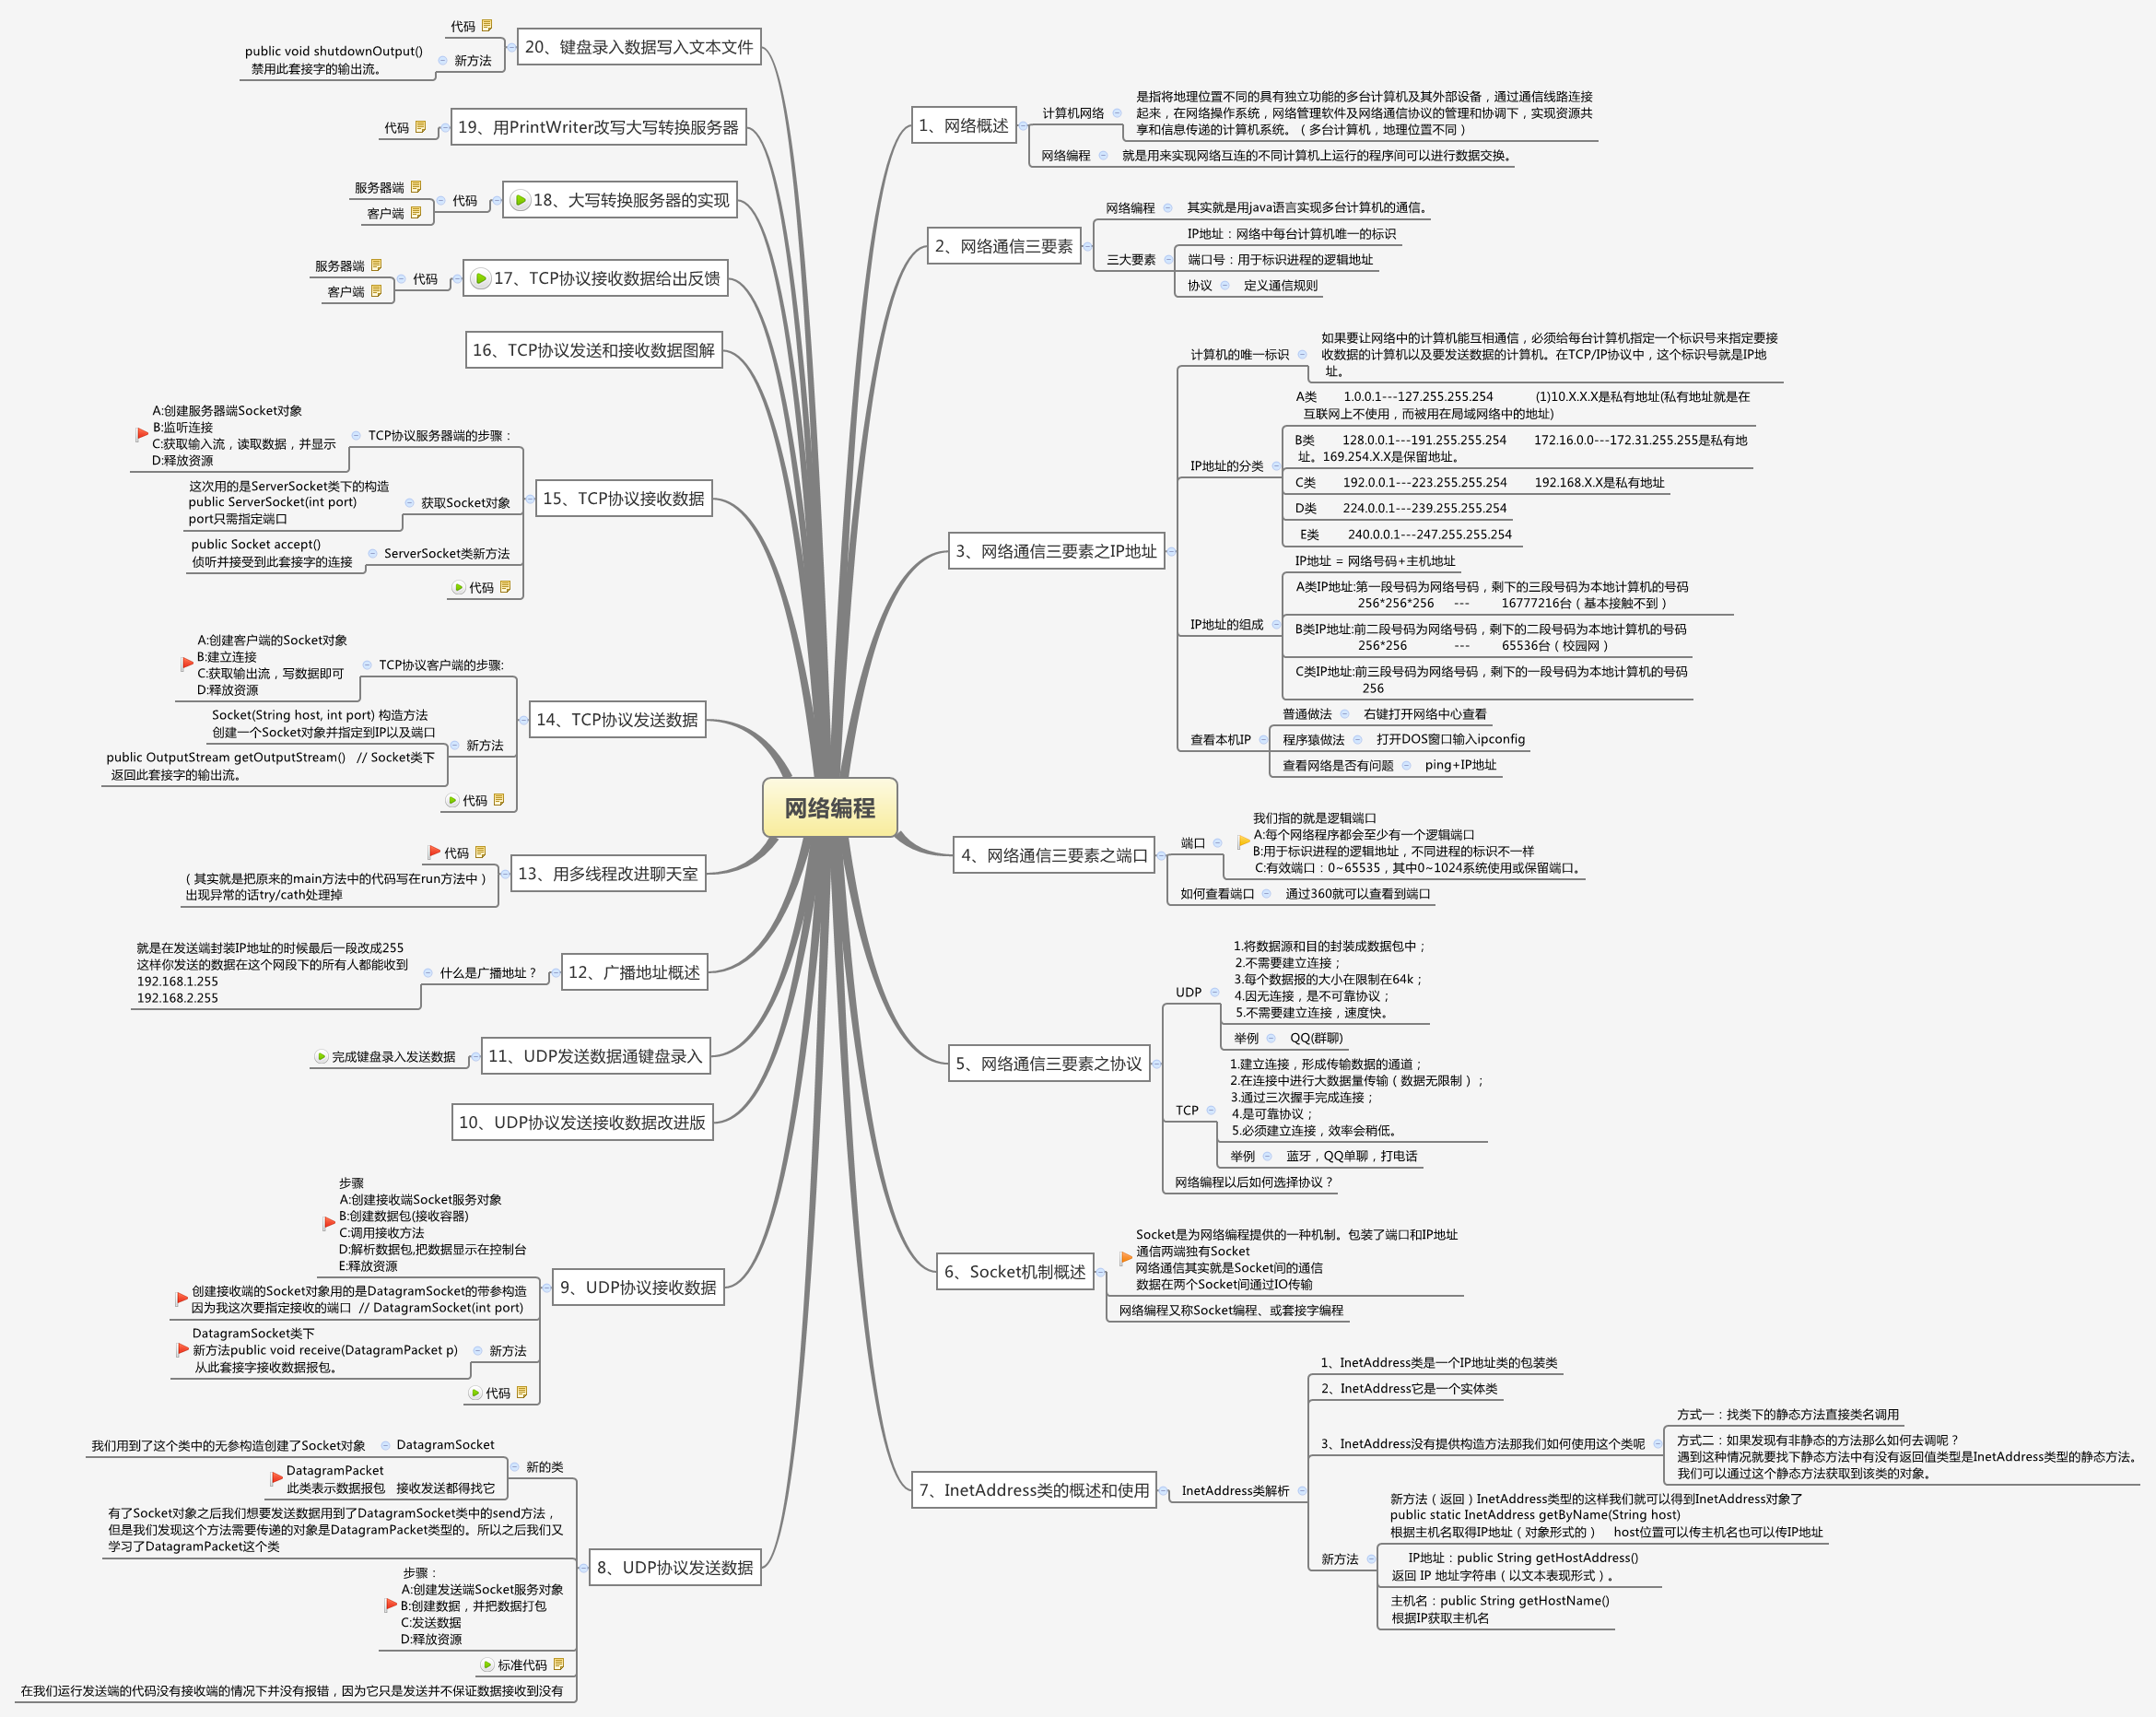 网络编程
1、网络概述
计算机网络
是指将地理位置不同的具有独立功能的多台计算机及其外部设备，通过通信线路连接
起来，在网络操作系统，网络管理软件及网络通信协议的管理和协调下，实现资源共
享和信息传递的计算机系统。（多台计算机，地理位置不同）
网络编程
就是用来实现网络互连的不同计算机上运行的程序间可以进行数据交换。
2、网络通信三要素
网络编程
其实就是用java语言实现多台计算机的通信。
三大要素
IP地址：网络中每台计算机唯一的标识
端口号：用于标识进程的逻辑地址
协议
定义通信规则
3、网络通信三要素之IP地址
计算机的唯一标识
如果要让网络中的计算机能互相通信，必须给每台计算机指定一个标识号来指定要接
收数据的计算机以及要发送数据的计算机。在TCP/IP协议中，这个标识号就是IP地
址。
IP地址的分类
A类 1.0.0.1---127.255.255.254 (1)10.X.X.X是私有地址(私有地址就是在
互联网上不使用，而被用在局域网络中的地址)
B类 128.0.0.1---191.255.255.254 172.16.0.0---172.31.255.255是私有地
址。169.254.X.X是保留地址。
C类 192.0.0.1---223.255.255.254 192.168.X.X是私有地址
D类 224.0.0.1---239.255.255.254
E类 240.0.0.1---247.255.255.254
IP地址的组成
IP地址 = 网络号码+主机地址
A类IP地址:第一段号码为网络号码，剩下的三段号码为本地计算机的号码
256*256*256 --- 16777216台（基本接触不到）
B类IP地址:前二段号码为网络号码，剩下的二段号码为本地计算机的号码
256*256 --- 65536台（校园网）
C类IP地址:前三段号码为网络号码，剩下的一段号码为本地计算机的号码
256
查看本机IP
普通做法
右键打开网络中心查看
程序猿做法
打开DOS窗口输入ipconfig
查看网络是否有问题
ping+IP地址
4、网络通信三要素之端口
端口
我们指的就是逻辑端口
A:每个网络程序都会至少有一个逻辑端口
B:用于标识进程的逻辑地址，不同进程的标识不一样
C:有效端口：0~65535，其中0~1024系统使用或保留端口。
如何查看端口
通过360就可以查看到端口
5、网络通信三要素之协议
UDP
1.将数据源和目的封装成数据包中；
2.不需要建立连接；
3.每个数据报的大小在限制在64k；
4.因无连接，是不可靠协议；
5.不需要建立连接，速度快。
举例
QQ(群聊)
TCP
1.建立连接，形成传输数据的通道；
2.在连接中进行大数据量传输（数据无限制）；
3.通过三次握手完成连接；
4.是可靠协议；
5.必须建立连接，效率会稍低。
举例
蓝牙，QQ单聊，打电话
网络编程以后如何选择协议？
6、Socket机制概述
Socket是为网络编程提供的一种机制。包装了端口和IP地址
通信两端独有Socket
网络通信其实就是Socket间的通信
数据在两个Socket间通过IO传输
网络编程又称Socket编程、或套接字编程
7、InetAddress类的概述和使用
InetAddress类解析
1、InetAddress类是一个IP地址类的包装类
2、InetAddress它是一个实体类
3、InetAddress没有提供构造方法那我们如何使用这个类呢
方式一：找类下的静态方法直接类名调用
方式二：如果发现有非静态的方法那么如何去调呢？
遇到这种情况就要找下静态方法中有没有返回值类型是InetAddress类型的静态方法。
我们可以通过这个静态方法获取到该类的对象。
新方法
新方法（返回）InetAddress类型的这样我们就可以得到InetAddress对象了
public static InetAddress getByName(String host)
根据主机名取得IP地址（对象形式的） host位置可以传主机名也可以传IP地址
IP地址：public String getHostAddress()
返回 IP 地址字符串（以文本表现形式）。
主机名：public String getHostName()
根据IP获取主机名
20、键盘录入数据写入文本文件
代码
新方法
public void shutdownOutput()
禁用此套接字的输出流。
19、用PrintWriter改写大写转换服务器
代码
18、大写转换服务器的实现
代码
服务器端
客户端
17、TCP协议接收数据给出反馈
代码
服务器端
客户端
16、TCP协议发送和接收数据图解
15、TCP协议接收数据
TCP协议服务器端的步骤：
A:创建服务器端Socket对象
B:监听连接
C:获取输入流，读取数据，并显示
D:释放资源
获取Socket对象
这次用的是ServerSocket类下的构造
public ServerSocket(int port)
port只需指定端口
ServerSocket类新方法
public Socket accept()
侦听并接受到此套接字的连接
代码
14、TCP协议发送数据
TCP协议客户端的步骤:
A:创建客户端的Socket对象
B:建立连接
C:获取输出流，写数据即可
D:释放资源
新方法
Socket(String host, int port) 构造方法
创建一个Socket对象并指定到IP以及端口
public OutputStream getOutputStream() // Socket类下
返回此套接字的输出流。
代码
13、用多线程改进聊天室
代码
（其实就是把原来的main方法中的代码写在run方法中）
出现异常的话try/cath处理掉
12、广播地址概述
什么是广播地址？
就是在发送端封装IP地址的时候最后一段改成255
这样你发送的数据在这个网段下的所有人都能收到
192.168.1.255
192.168.2.255
11、UDP发送数据通键盘录入
完成键盘录入发送数据
10、UDP协议发送接收数据改进版
9、UDP协议接收数据
步骤
A:创建接收端Socket服务对象
B:创建数据包(接收容器)
C:调用接收方法
D:解析数据包,把数据显示在控制台
E:释放资源
创建接收端的Socket对象用的是DatagramSocket的带参构造
因为我这次要指定接收的端口 // DatagramSocket(int port)
新方法
DatagramSocket类下
新方法public void receive(DatagramPacket p)
从此套接字接收数据报包。
代码
8、UDP协议发送数据
新的类
DatagramSocket
我们用到了这个类中的无参构造创建了Socket对象
DatagramPacket
此类表示数据报包 接收发送都得找它
有了Socket对象之后我们想要发送数据用到了DatagramSocket类中的send方法，
但是我们发现这个方法需要传递的对象是DatagramPacket类型的。所以之后我们又
学习了DatagramPacket这个类
步骤：
A:创建发送端Socket服务对象
B:创建数据，并把数据打包
C:发送数据
D:释放资源
标准代码
在我们运行发送端的代码没有接收端的情况下并没有报错，因为它只是发送并不保证数据接收到没有